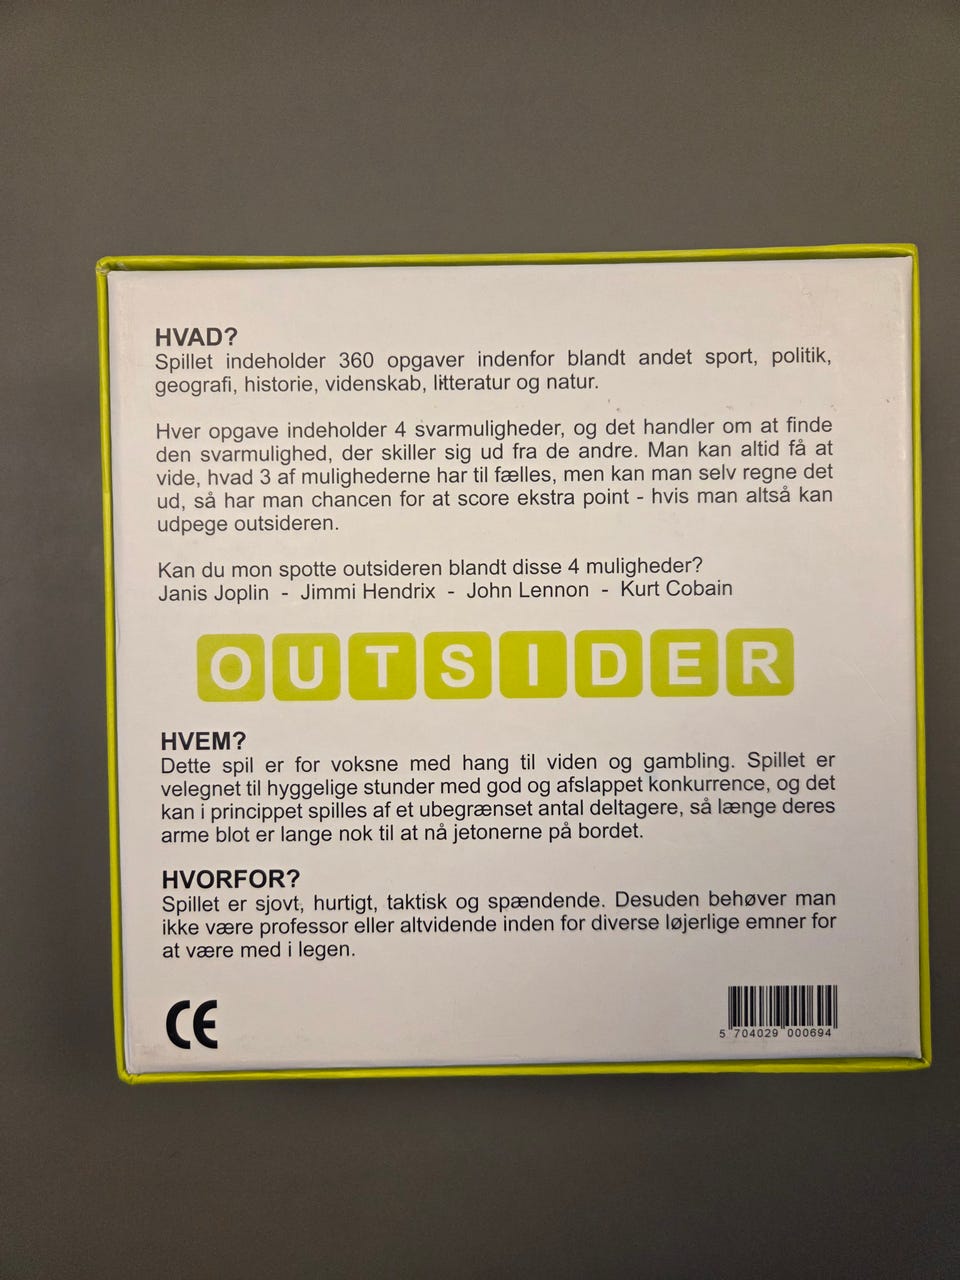 HVAD?
Spillet indeholder 360 opgaver indenfor blandt andet sport, politik,
geografi, historie, videnskab, litteratur og natur.
Hver opgave indeholder 4 svarmuligheder, og det handler om at finde
den svarmulighed, der skiller sig ud fra de andre. Man kan altid få at
vide, hvad 3 af mulighederne har til fælles, men kan man selv regne det
ud, så har man chancen for at score ekstra point - hvis man altså kan
udpege outsideren.
Kan du mon spotte outsideren blandt disse 4 muligheder?
Janis Joplin - Jimmi Hendrix - John Lennon - Kurt Cobain
OUTSIDER
HVEM?
Dette spil er for voksne med hang til viden og gambling. Spillet er
velegnet til hyggelige stunder med god og afslappet konkurrence, og det
kan i princippet spilles af et ubegrænset antal deltagere, så længe deres
arme blot er lange nok til at nå jetonerne på bordet.
HVORFOR?
Spillet er sjovt, hurtigt, taktisk og spændende. Desuden behøver man
ikke være professor eller altvidende inden for diverse løjerlige emner for
at være med i legen.
CE
5 704029 000694